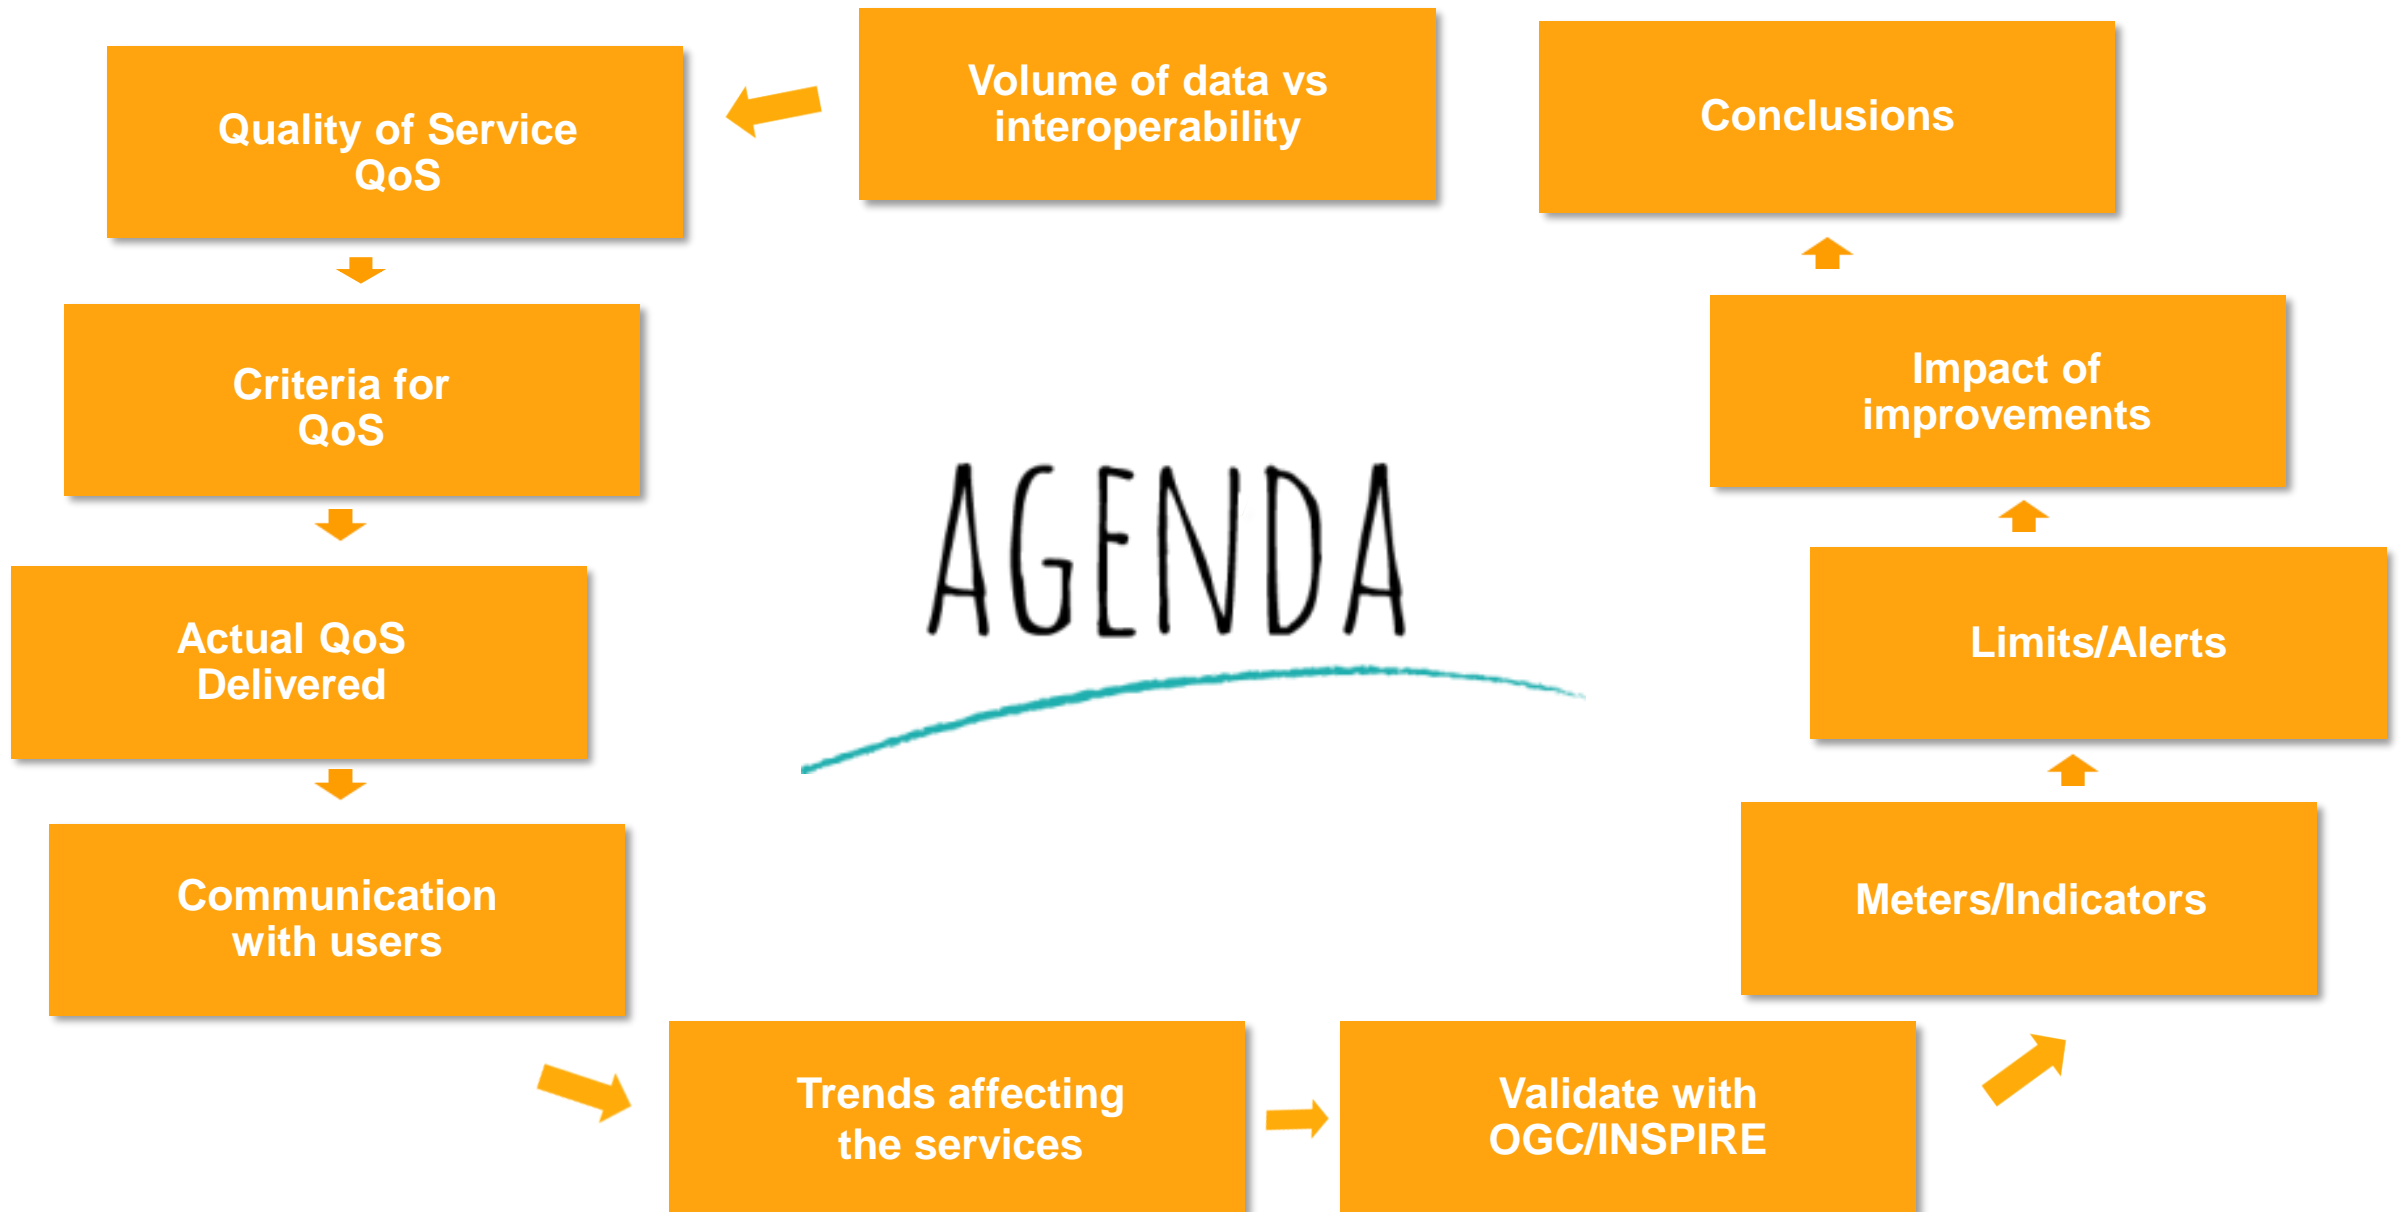 Volume of data vs
interoperability
Quality of Service
QoS
Criteria for
QoS
Actual QoS
Delivered
Communication
with users
Trends affecting
the services
Validate with
OGC/INSPIRE
Meters/Indicators
Limits/Alerts
Impact of
improvements
Conclusions
AGENDA